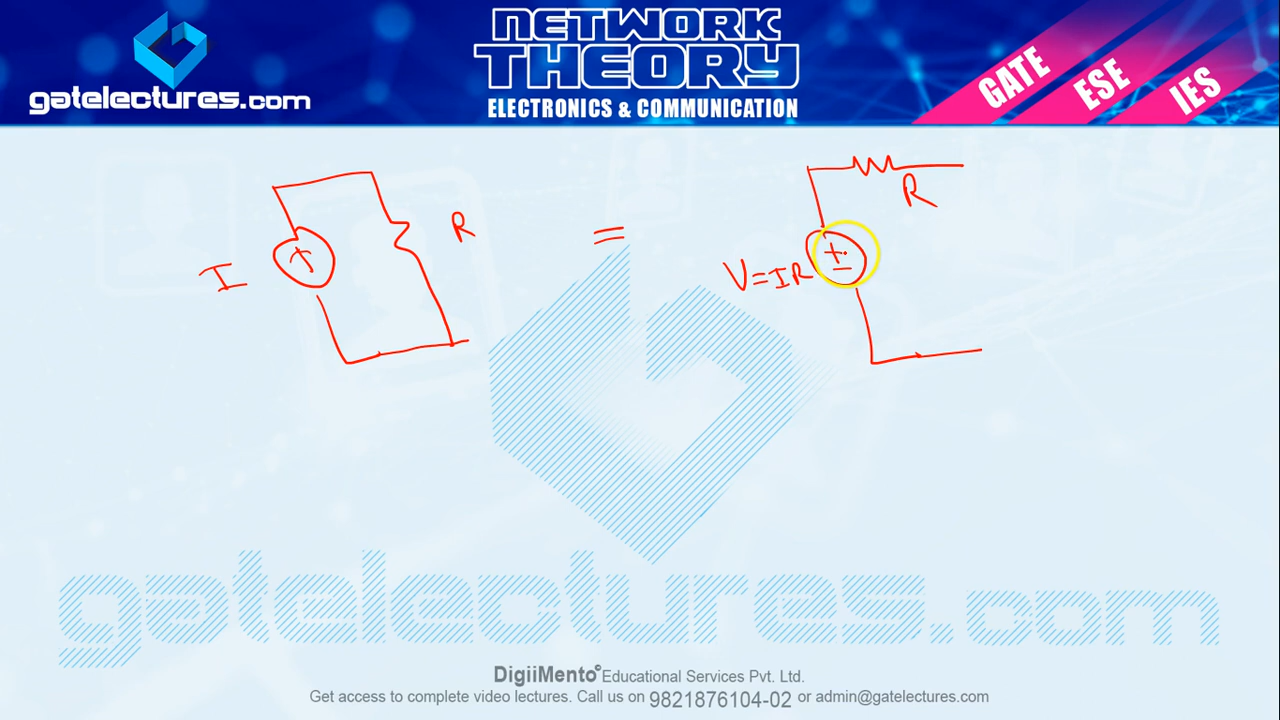 gatelectures.com
NETWORK
THEORY
ELECTRONICS & COMMUNICATION
GATE
ESE
IES
I
R
=
V=IR
+
-
R
gatelectures.com
DigiiMento© Educational Services Pvt. Ltd.
Get access to complete video lectures. Call us on 9821876104-02 or admin@gatelectures.com